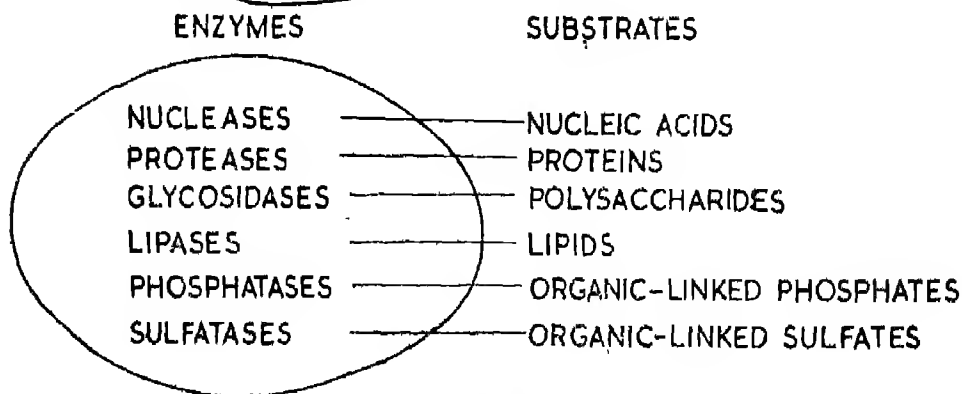 ENZYMES SUBSTRATES
NUCLEASES NUCLEIC ACIDS
PROTEASES PROTEINS
GLYCOSIDASES POLYSACCHARIDES
LIPASES LIPIDS
PHOSPHATASES ORGANIC-LINKED PHOSPHATES
SULFATASES ORGANIC-LINKED SULFATES